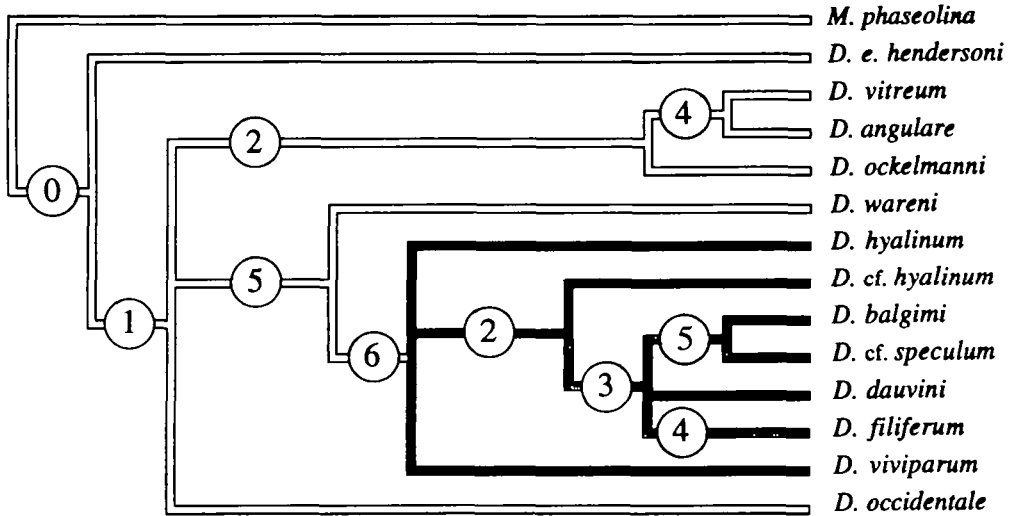 M. phaseolina
D. e. hendersoni
D. vitreum
4
D. angulare
2
D. ockelmanni
0
D. wareni
D. hyalinum
5
D. cf. hyalinum
D. balgimi
1
2
5
D. cf. speculum
6
3
D. dauvini
D. filiferum
4
D. viviparum
D. occidentale